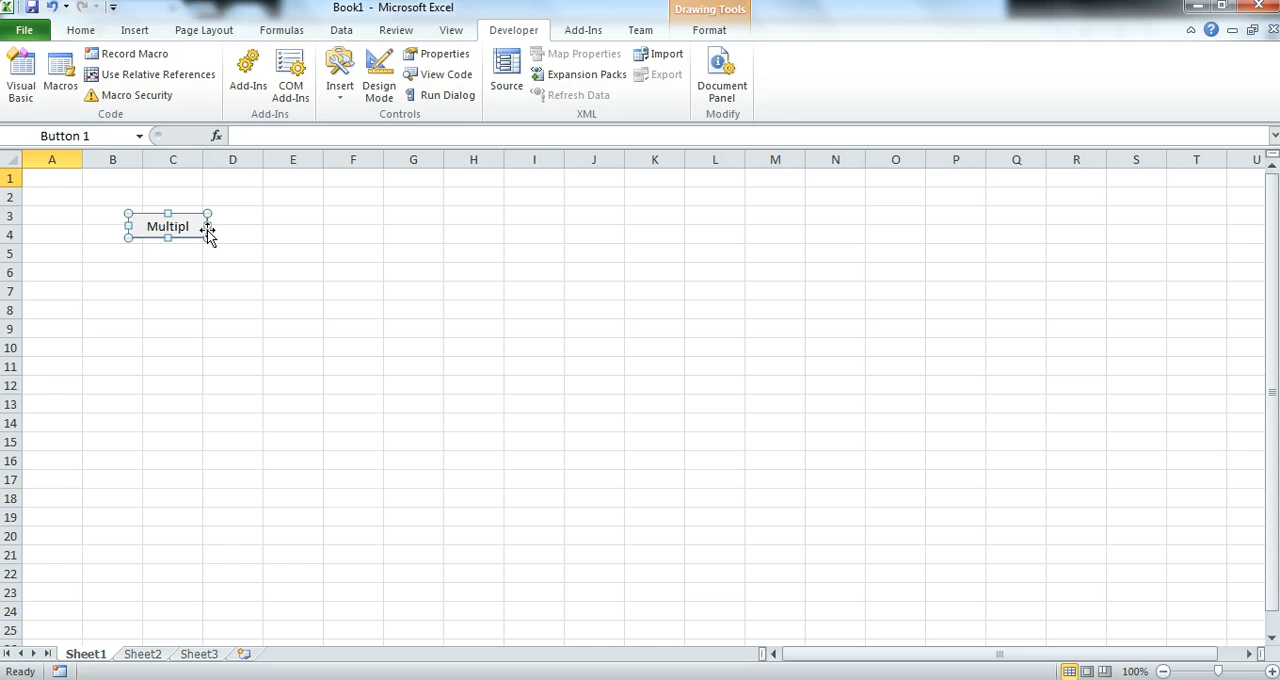 Book1 - Microsoft Excel
Drawing Tools
File Home Insert Page Layout Formulas Data Review View Developer Add-Ins Team Format
Visual Basic
Macros
Record Macro
Use Relative References
Macro Security
Code
Add-Ins
COM Add-Ins
Add-Ins
Insert
Design Mode
Properties
View Code
Run Dialog
Controls
Source
Map Properties
Expansion Packs
Refresh Data
Import
Export
XML
Document Panel
Modify
Button 1
fx
A B C D E F G H I J K L M N O P Q R S T U
1
2
3
Multipl
4
5
6
7
8
9
10
11
12
13
14
15
16
17
18
19
20
21
22
23
24
25
Sheet1 Sheet2 Sheet3
Ready
100%